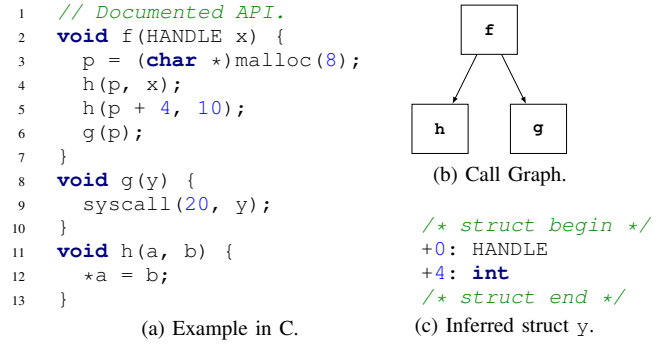 1 // Documented API.
2 void f(HANDLE x) {
3 p = (char *)malloc(8);
4 h(p, x);
5 h(p + 4, 10);
6 g(p);
7 }
8 void g(y) {
9 syscall(20, y);
10 }
11 void h(a, b) {
12 *a = b;
13 }
(a) Example in C.
f
h g
(b) Call Graph.
/* struct begin */
+0: HANDLE
+4: int
/* struct end */
(c) Inferred struct y.